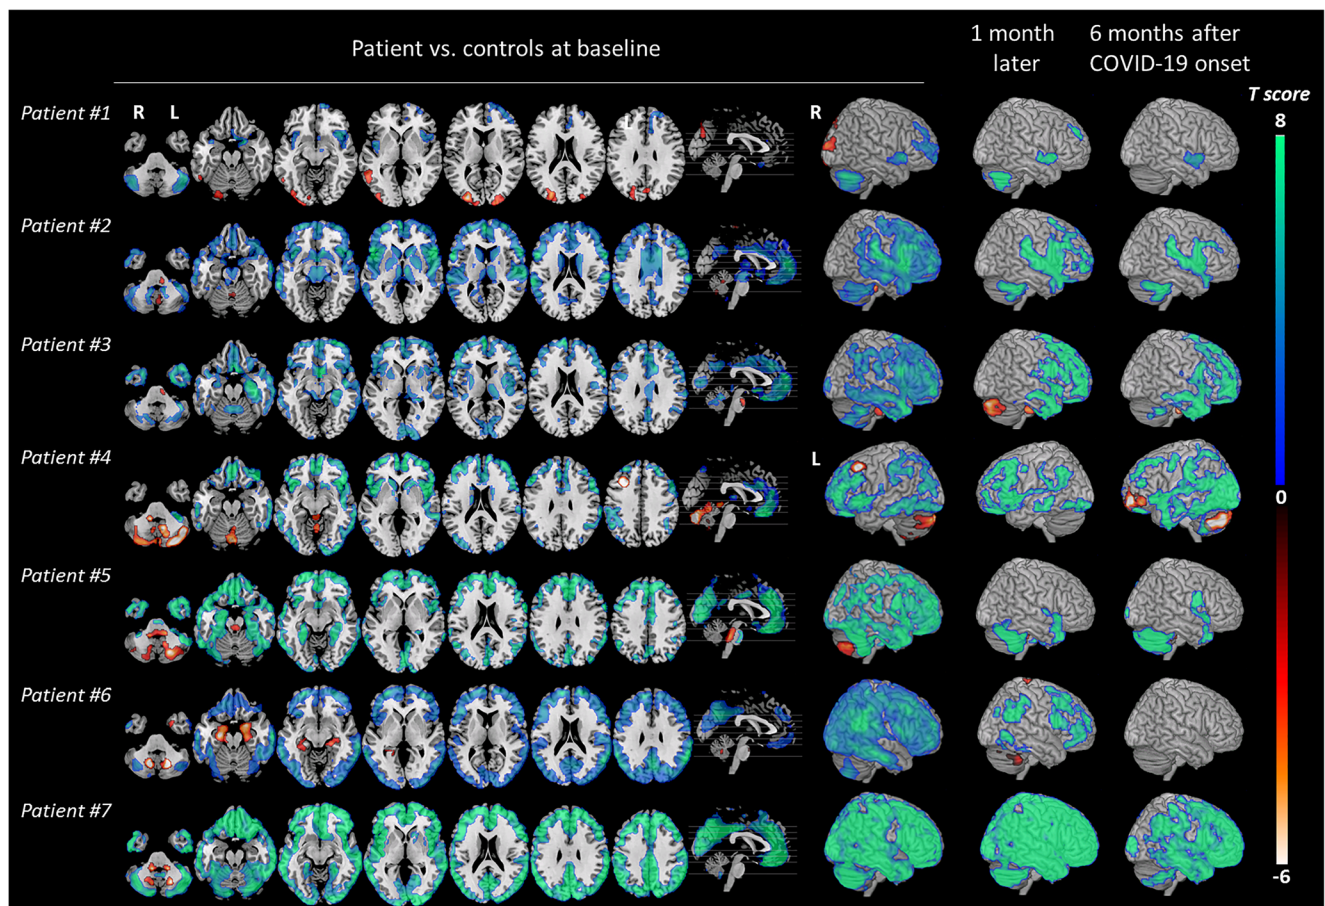 Patient vs. controls at baseline
1 month
later
6 months after
COVID-19 onset
T score
8
0
-6
Patient #1
R L
L
R
Patient #2
Patient #3
Patient #4
L
Patient #5
Patient #6
Patient #7